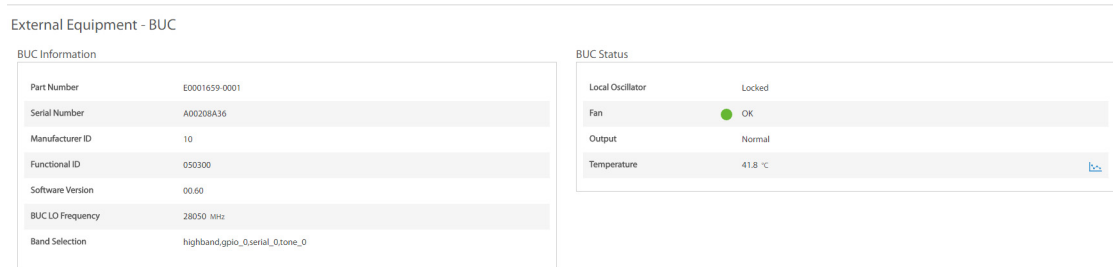 External Equipment - BUC
BUC Information
Part Number E0001659-0001
Serial Number A00208A36
Manufacturer ID 10
Functional ID 050300
Software Version 00.60
BUC LO Frequency 28050 MHz
Band Selection highband,gpio_0,serial_0,tone_0
BUC Status
Local Oscillator Locked
Fan OK
Output Normal
Temperature 41.8 °C